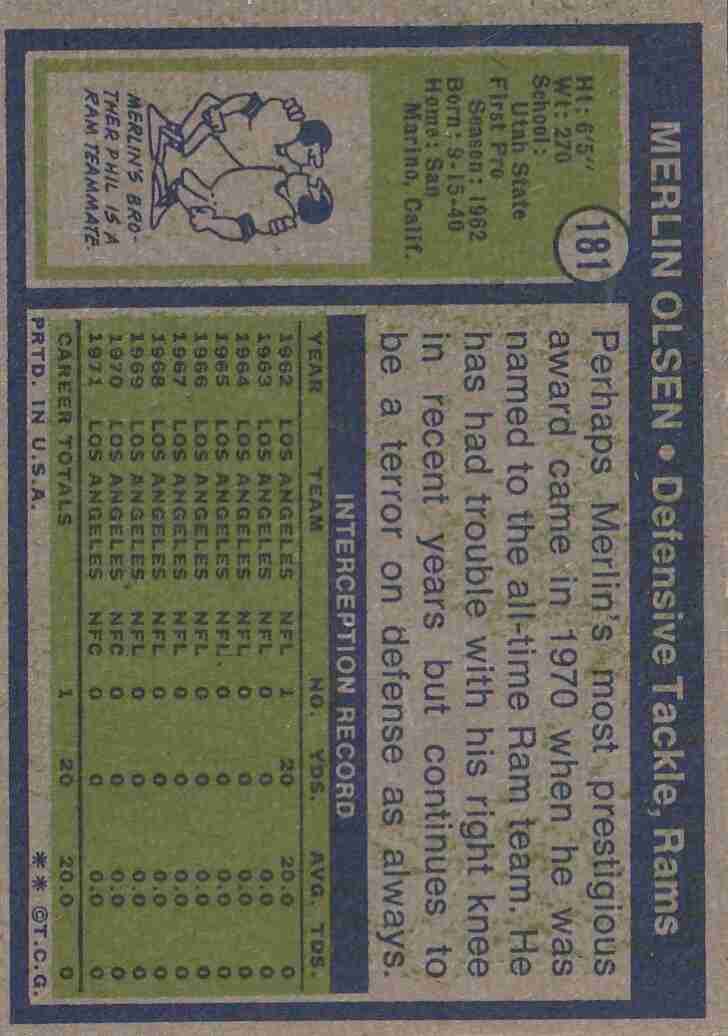 MERLIN OLSEN • Defensive Tackle, Rams
181
Ht: 6'5"
Wt: 270
School:
Utah State
First Pro
Season: 1962
Born: 9-15-40
Home: San
Marino, Calif.
MERLIN'S BRO-
THER PHIL IS A
RAM TEAMMATE.
Perhaps Merlin's most prestigious
award came in 1970 when he was
named to the all-time Ram team. He
has had trouble with his right knee
in recent years but continues to
be a terror on defense as always.
INTERCEPTION RECORD
YEAR TEAM NO. YDS. AVG. TDS.
1962 LOS ANGELES NFL 1 20 20.0 0
1963 LOS ANGELES NFL 0 0 0.0 0
1964 LOS ANGELES NFL 0 0 0.0 0
1965 LOS ANGELES NFL 0 0 0.0 0
1966 LOS ANGELES NFL 0 0 0.0 0
1967 LOS ANGELES NFL 0 0 0.0 0
1968 LOS ANGELES NFL 0 0 0.0 0
1969 LOS ANGELES NFL 0 0 0.0 0
1970 LOS ANGELES NFC 0 0 0.0 0
1971 LOS ANGELES NFC 0 0 0.0 0
CAREER TOTALS 1 20 20.0 0
PRTD. IN U.S.A. ** ©T.C.G.